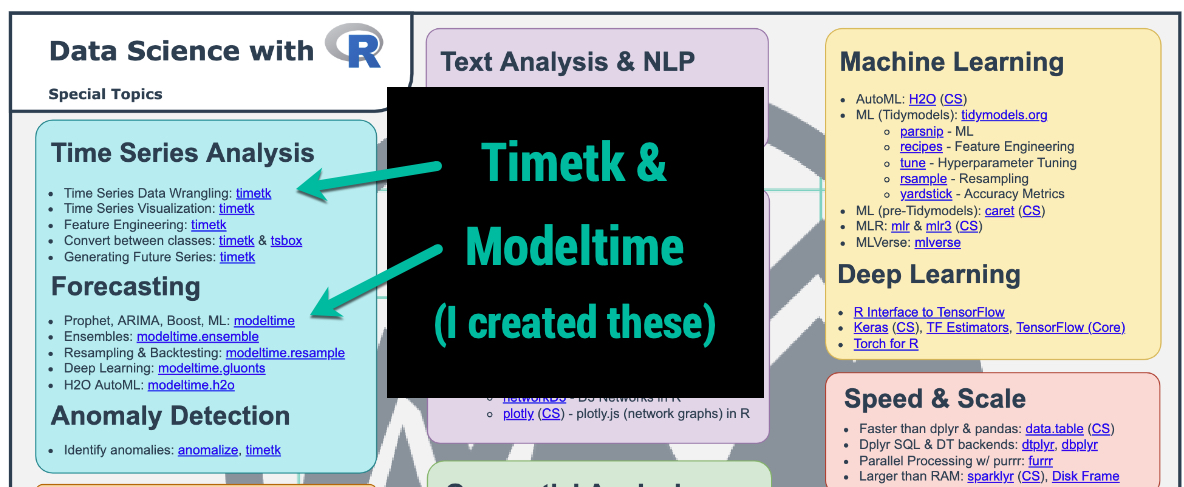 Data Science with R
Special Topics
Time Series Analysis
Time Series Data Wrangling: timetk
Time Series Visualization: timetk
Feature Engineering: timetk
Convert between classes: timetk & tsbox
Generating Future Series: timetk
Forecasting
Prophet, ARIMA, Boost, ML: modeltime
Ensembles: modeltime.ensemble
Resampling & Backtesting: modeltime.resample
Deep Learning: modeltime.gluonts
H2O AutoML: modeltime.h2o
Anomaly Detection
Identify anomalies: anomalize, timetk
Text Analysis & NLP
Timetk &
Modeltime
(I created these)
networkD3 - D3 Networks in R
plotly (CS) - plotly.js (network graphs) in R
Machine Learning
AutoML: H2O (CS)
ML (Tidymodels): tidymodels.org
parsnip - ML
recipes - Feature Engineering
tune - Hyperparameter Tuning
rsample - Resampling
yardstick - Accuracy Metrics
ML (pre-Tidymodels): caret (CS)
MLR: mlr & mlr3 (CS)
MLVerse: mlverse
Deep Learning
R Interface to TensorFlow
Keras (CS), TF Estimators, TensorFlow (Core)
Torch for R
Speed & Scale
Faster than dplyr & pandas: data.table (CS)
Dplyr SQL & DT backends: dtplyr, dbplyr
Parallel Processing w/ purrr: furrr
Larger than RAM: sparklyr (CS), Disk Frame